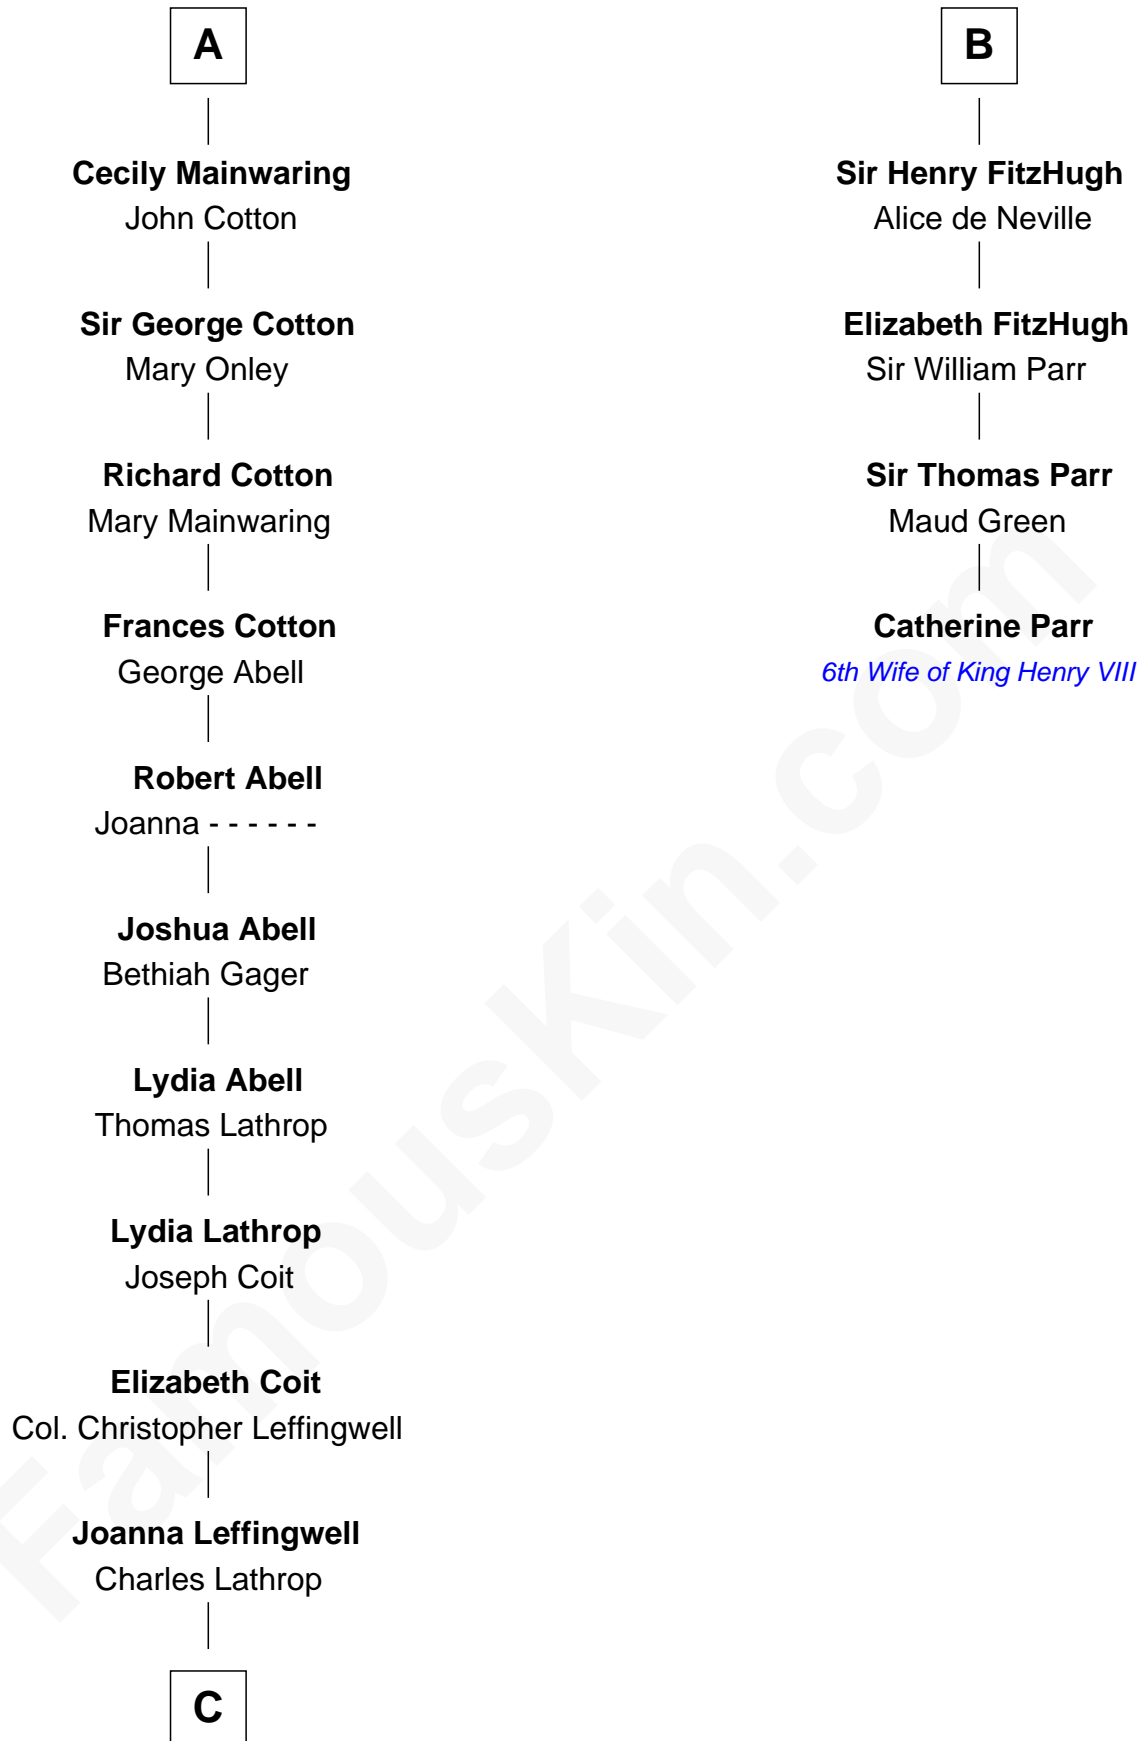 A
Cecily Mainwaring
John Cotton
Sir George Cotton
Mary Onley
Richard Cotton
Mary Mainwaring
Frances Cotton
George Abell
Robert Abell
Joanna - - - - - -
Joshua Abell
Bethiah Gager
Lydia Abell
Thomas Lathrop
Lydia Lathrop
Joseph Coit
Elizabeth Coit
Col. Christopher Leffingwell
Joanna Leffingwell
Charles Lathrop
C
B
Sir Henry FitzHugh
Alice de Neville
Elizabeth FitzHugh
Sir William Parr
Sir Thomas Parr
Maud Green
Catherine Parr
6th Wife of King Henry VIII
FamousKin.com